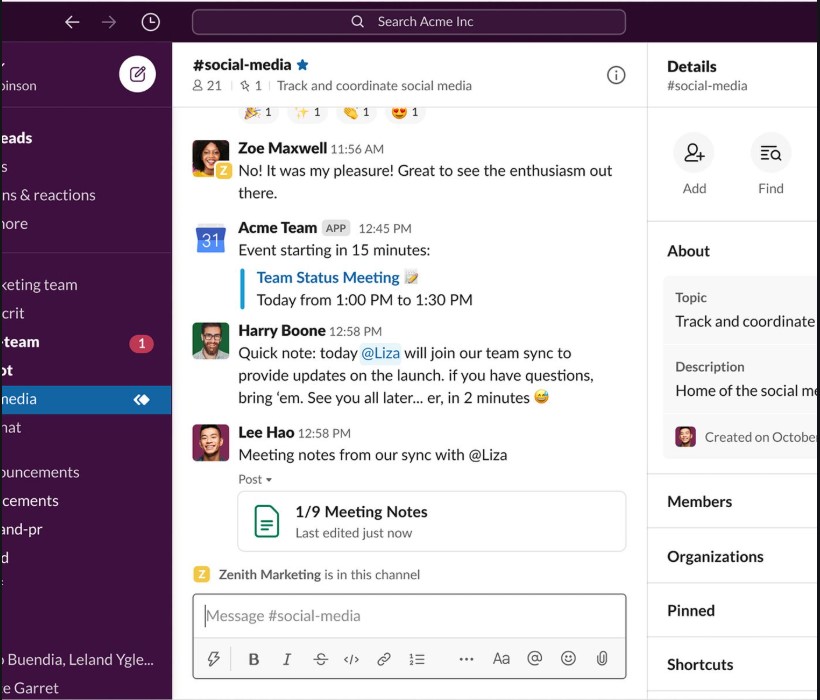 Search Acme Inc
binson
eads
s
ns & reactions
nore
keting team
crit
-team
1
ot
media
hat
ouncements
cements
and-pr
d
o Buendia, Leland Ygle...
e Garret
#social-media
21
1
Track and coordinate social media
1 1 1 1
Zoe Maxwell 11:56 AM
Z
No! It was my pleasure! Great to see the enthusiasm out
there.
Acme Team APP 12:45 PM
31
Event starting in 15 minutes:
Team Status Meeting
Today from 1:00 PM to 1:30 PM
Harry Boone 12:58 PM
Quick note: today @Liza will join our team sync to
provide updates on the launch. if you have questions,
bring ‘em. See you all later... er, in 2 minutes
Lee Hao 12:58 PM
Meeting notes from our sync with @Liza
Post
1/9 Meeting Notes
Last edited just now
Z Zenith Marketing is in this channel
Message #social-media
B I S </> ... Aa @
Details
#social-media
Add
Find
About
Topic
Track and coordinate
Description
Home of the social me
Created on October
Members
Organizations
Pinned
Shortcuts